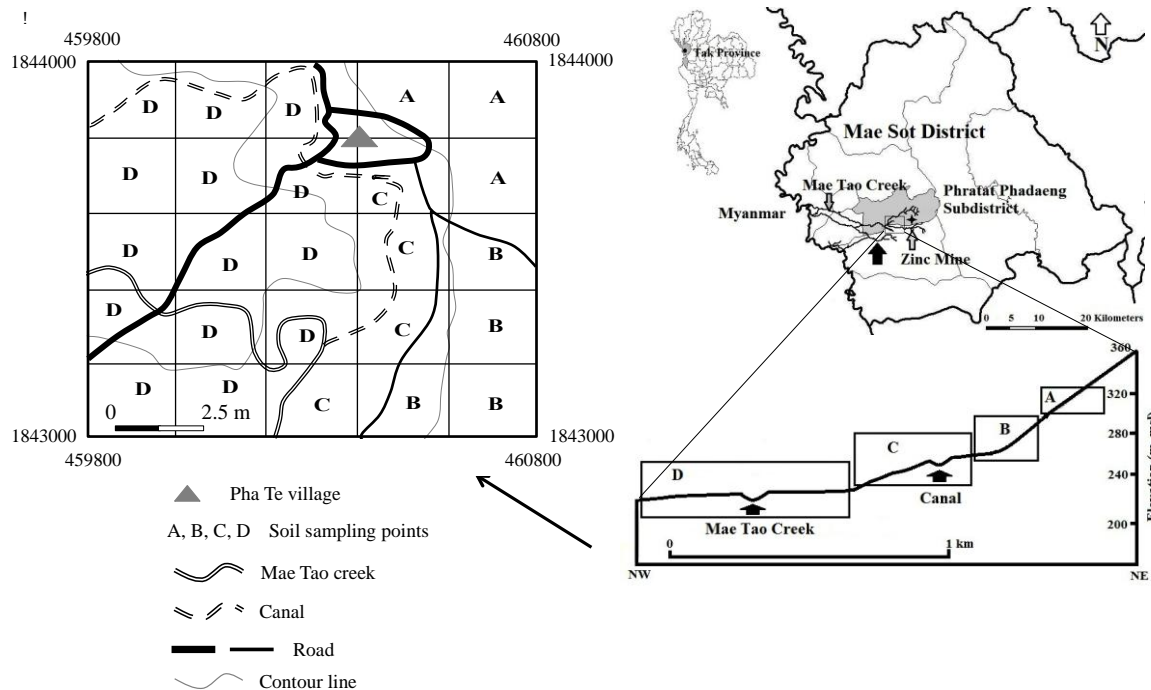 !
459800
460800
1844000
1844000
A
A
D
D
D
D
D
D
C
A
D
D
D
C
B
D
D
D
C
B
D
D
C
B
B
0
2.5 m
1843000
1843000
459800
460800
Pha Te village
A, B, C, D Soil sampling points
Mae Tao creek
Canal
Road
Contour line
Tak Province
N
Mae Sot District
Mae Tao Creek
Phratat Phadaeng
Subdistrict
Myanmar
Zinc Mine
0 5 10 20 Kilometers
360
320
280
240
200
A
B
C
D
Canal
Mae Tao Creek
0 1 km
NW
NE